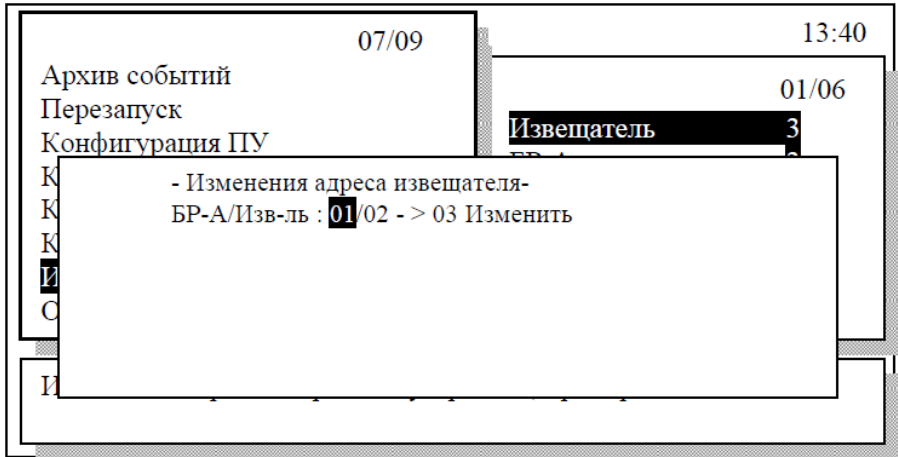 07/09
Архив событий
Перезапуск
Конфигурация ПУ
К
К
К
И
О
13:40
01/06
Извещатель 3
- Изменения адреса извещателя-
БР-А/Изв-ль : 01/02 - > 03 Изменить
И